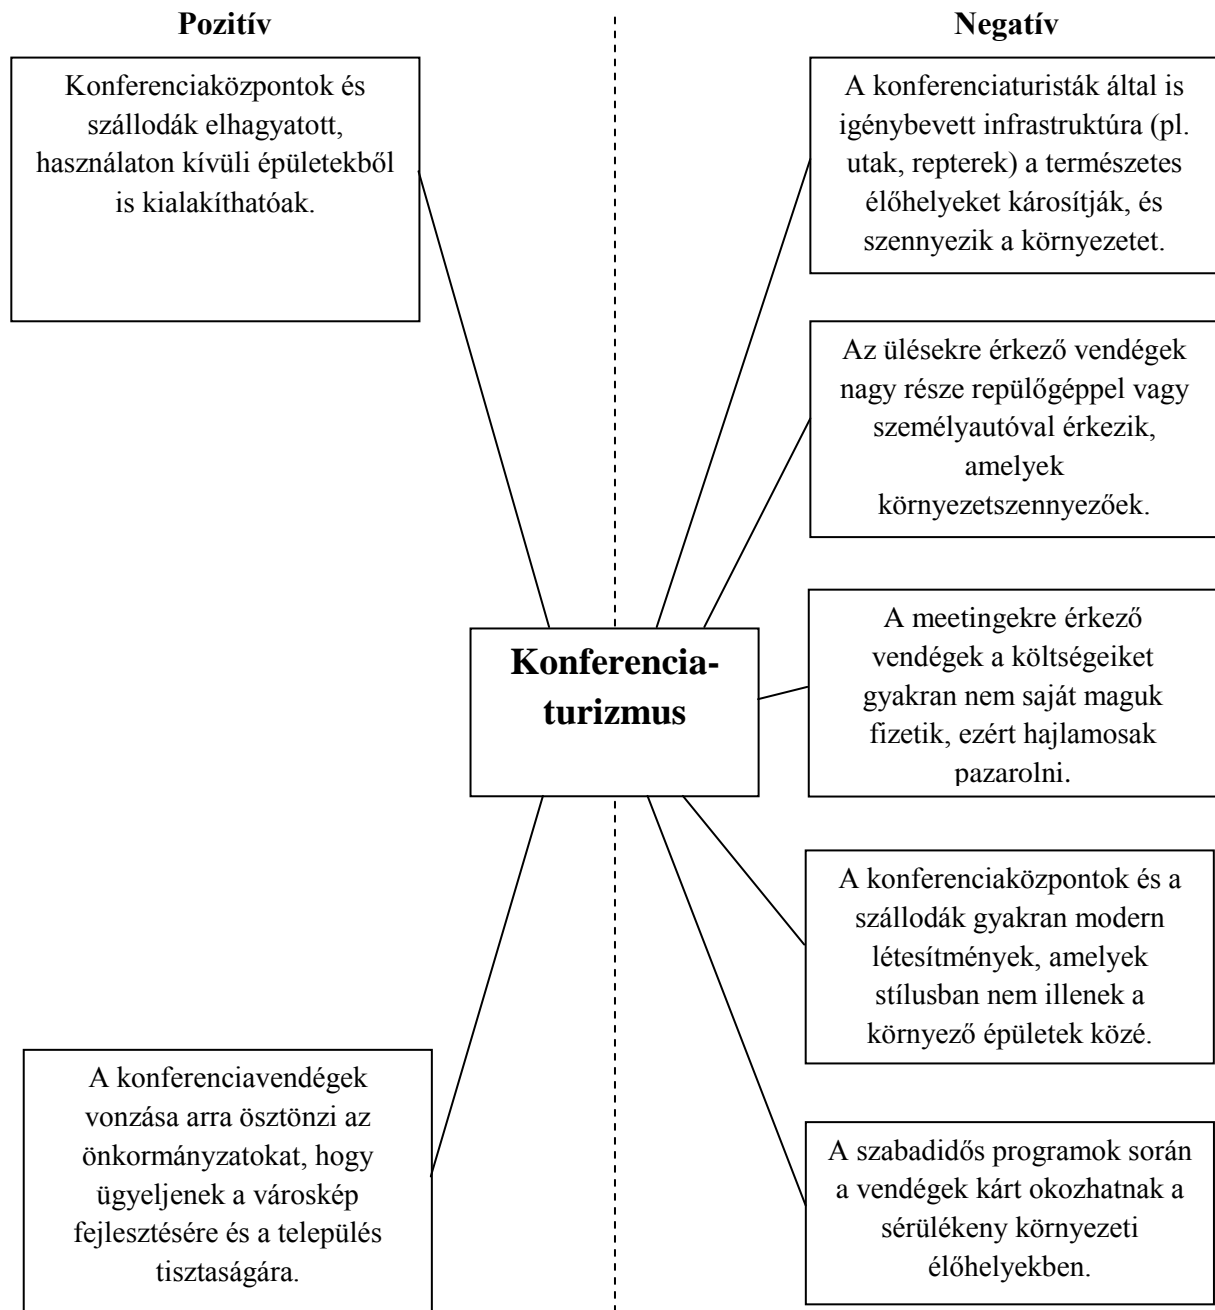 Pozitív
Negatív
Konferenciaközpontok és
szállodák elhagyatott,
használaton kívüli épületekből
is kialakíthatóak.
A konferenciaturisták által is
igénybevett infrastruktúra (pl.
utak, repterek) a természetes
élőhelyeket károsítják, és
szennyezik a környezetet.
Az ülésekre érkező vendégek
nagy része repülőgéppel vagy
személyautóval érkezik,
amelyek
környezetszennyezőek.
Konferencia-
turizmus
A meetingekre érkező
vendégek a költségeiket
gyakran nem saját maguk
fizetik, ezért hajlamosak
pazarolni.
A konferenciaközpontok és a
szállodák gyakran modern
létesítmények, amelyek
stílusban nem illenek a
környező épületek közé.
A konferenciavendégek
vonzása arra ösztönzi az
önkormányzatokat, hogy
ügyeljenek a városkép
fejlesztésére és a település
tisztaságára.
A szabadidős programok során
a vendégek kárt okozhatnak a
sérülékeny környezeti
élőhelyekben.